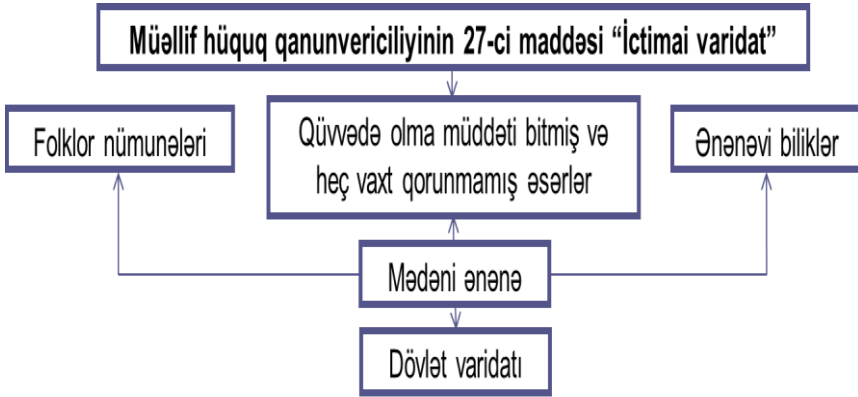 Müəllif hüquq qanunvericiliyinin 27-ci maddəsi “İctimai varidat”
Folklor nümunələri
Qüvvədə olma müddəti bitmiş və
heç vaxt qorunmamış əsərlər
Ənənəvi biliklər
Mədəni ənənə
Dövlət varidatı